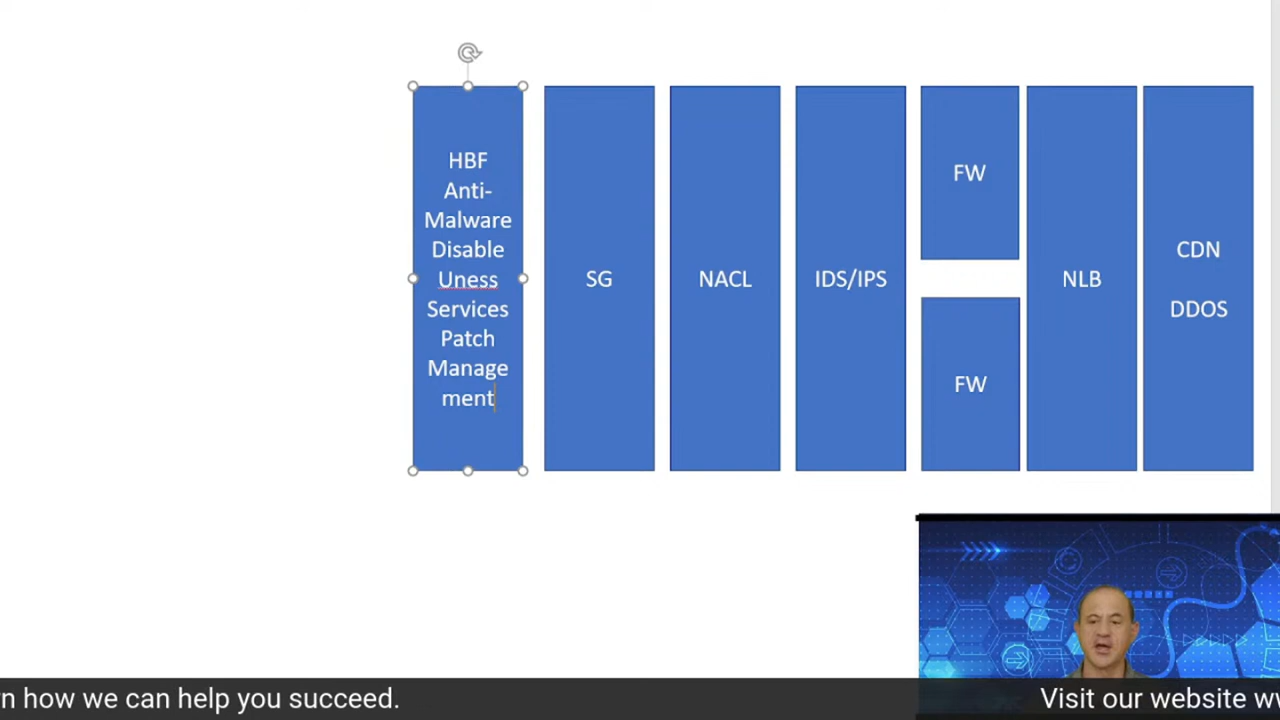 HBF
Anti-
Malware
Disable
Uness
Services
Patch
Manage
ment
SG
NACL
IDS/IPS
FW
FW
NLB
CDN
DDOS
n how we can help you succeed.
Visit our website